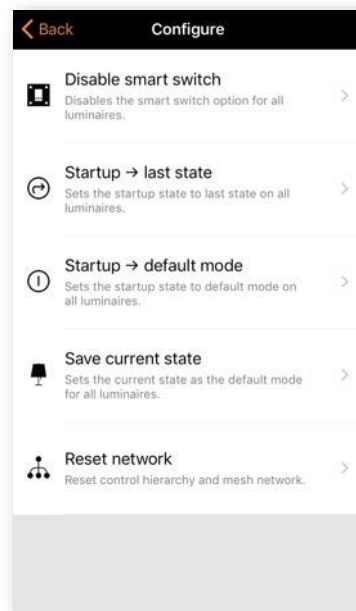 Back
Configure
Disable smart switch
Disables the smart switch option for all
luminaires.
Startup → last state
Sets the startup state to last state on all
luminaires.
Startup → default mode
Sets the startup state to default mode on
all luminaires.
Save current state
Sets the current state as the default mode
for all luminaires.
Reset network
Reset control hierarchy and mesh network.